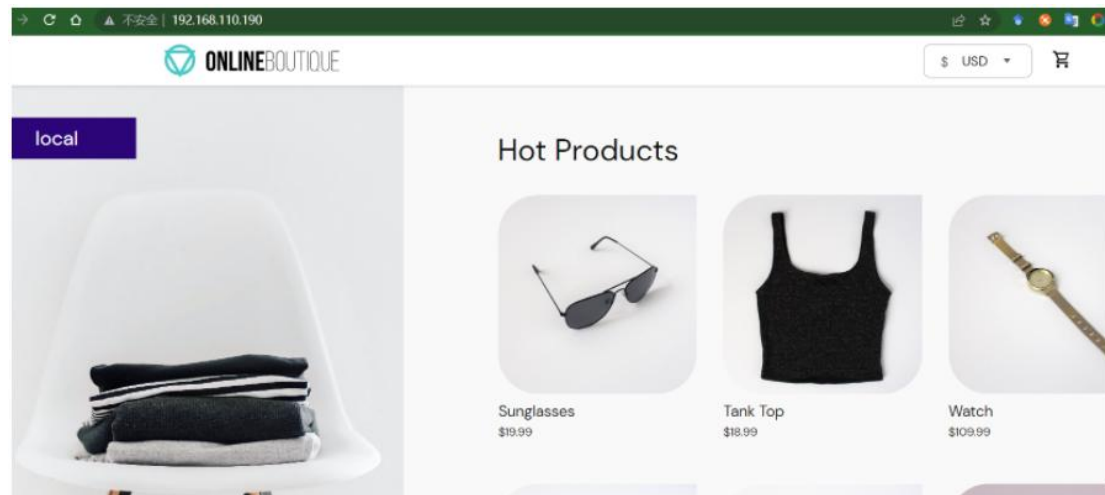 不安全 | 192.168.110.190
ONLINEBOUTIQUE
$ USD
local
Hot Products
Sunglasses
$19.99
Tank Top
$18.99
Watch
$109.99